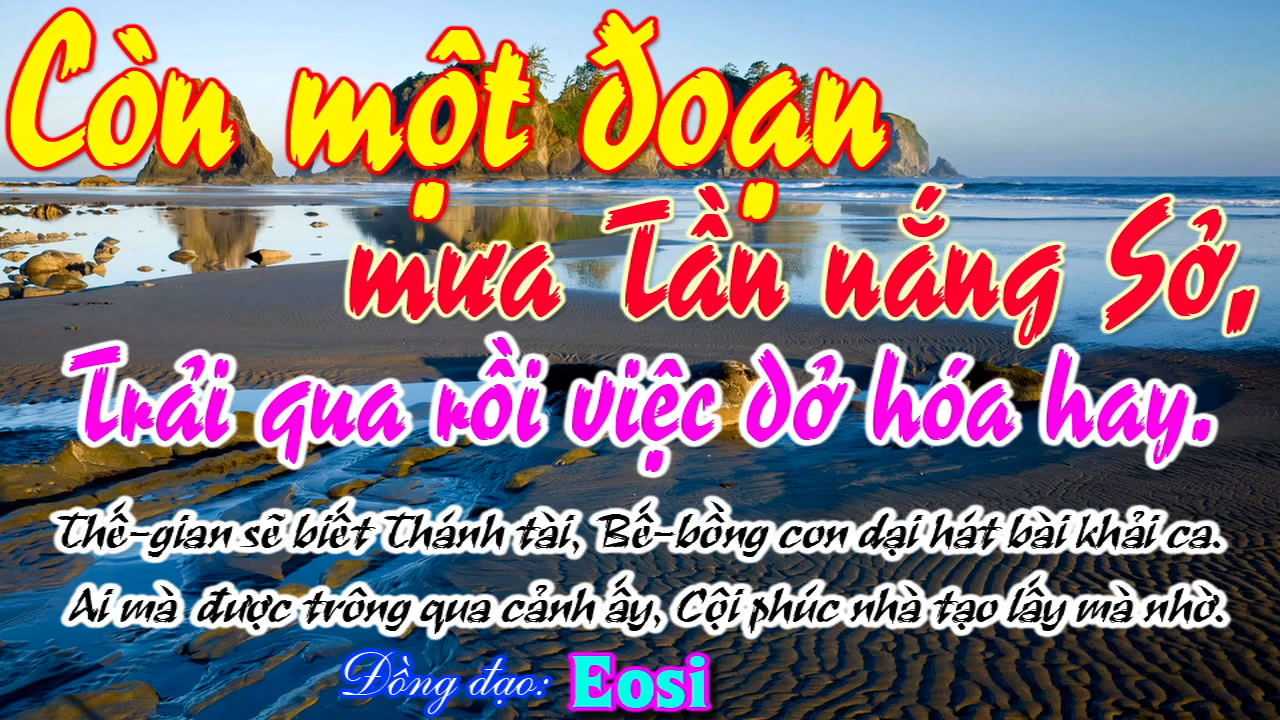 Còn một đoạn
mưa Tần nắng Sở,
Trải qua rồi việc dở hóa hay.
Thế-gian sẽ biết Thánh tài, Bế-bồng con dại hát bài khải ca.
Ai mà được trông qua cảnh ấy, Cội phúc nhà tạo lấy mà nhờ.
Đồng đạo: Eosi